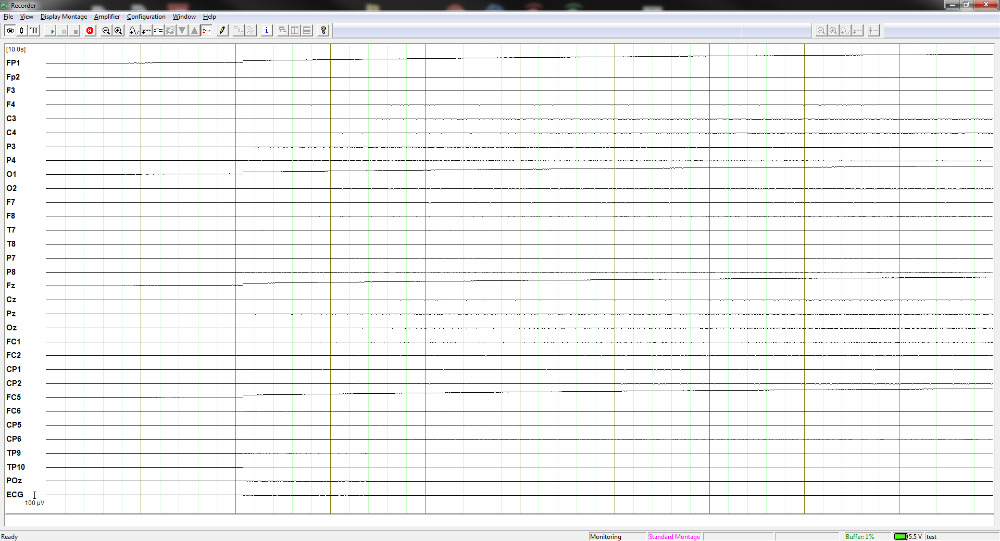 Recorder
File View Display Montage Amplifier Configuration Window Help
[10.0s]
FP1
Fp2
F3
F4
C3
C4
P3
P4
O1
O2
F7
F8
T7
T8
P7
P8
Fz
Cz
Pz
Oz
FC1
FC2
CP1
CP2
FC5
FC6
CP5
CP6
TP9
TP10
POz
ECG
100 µV
Ready Monitoring Standard Montage Buffer: 1% 5.5 V test